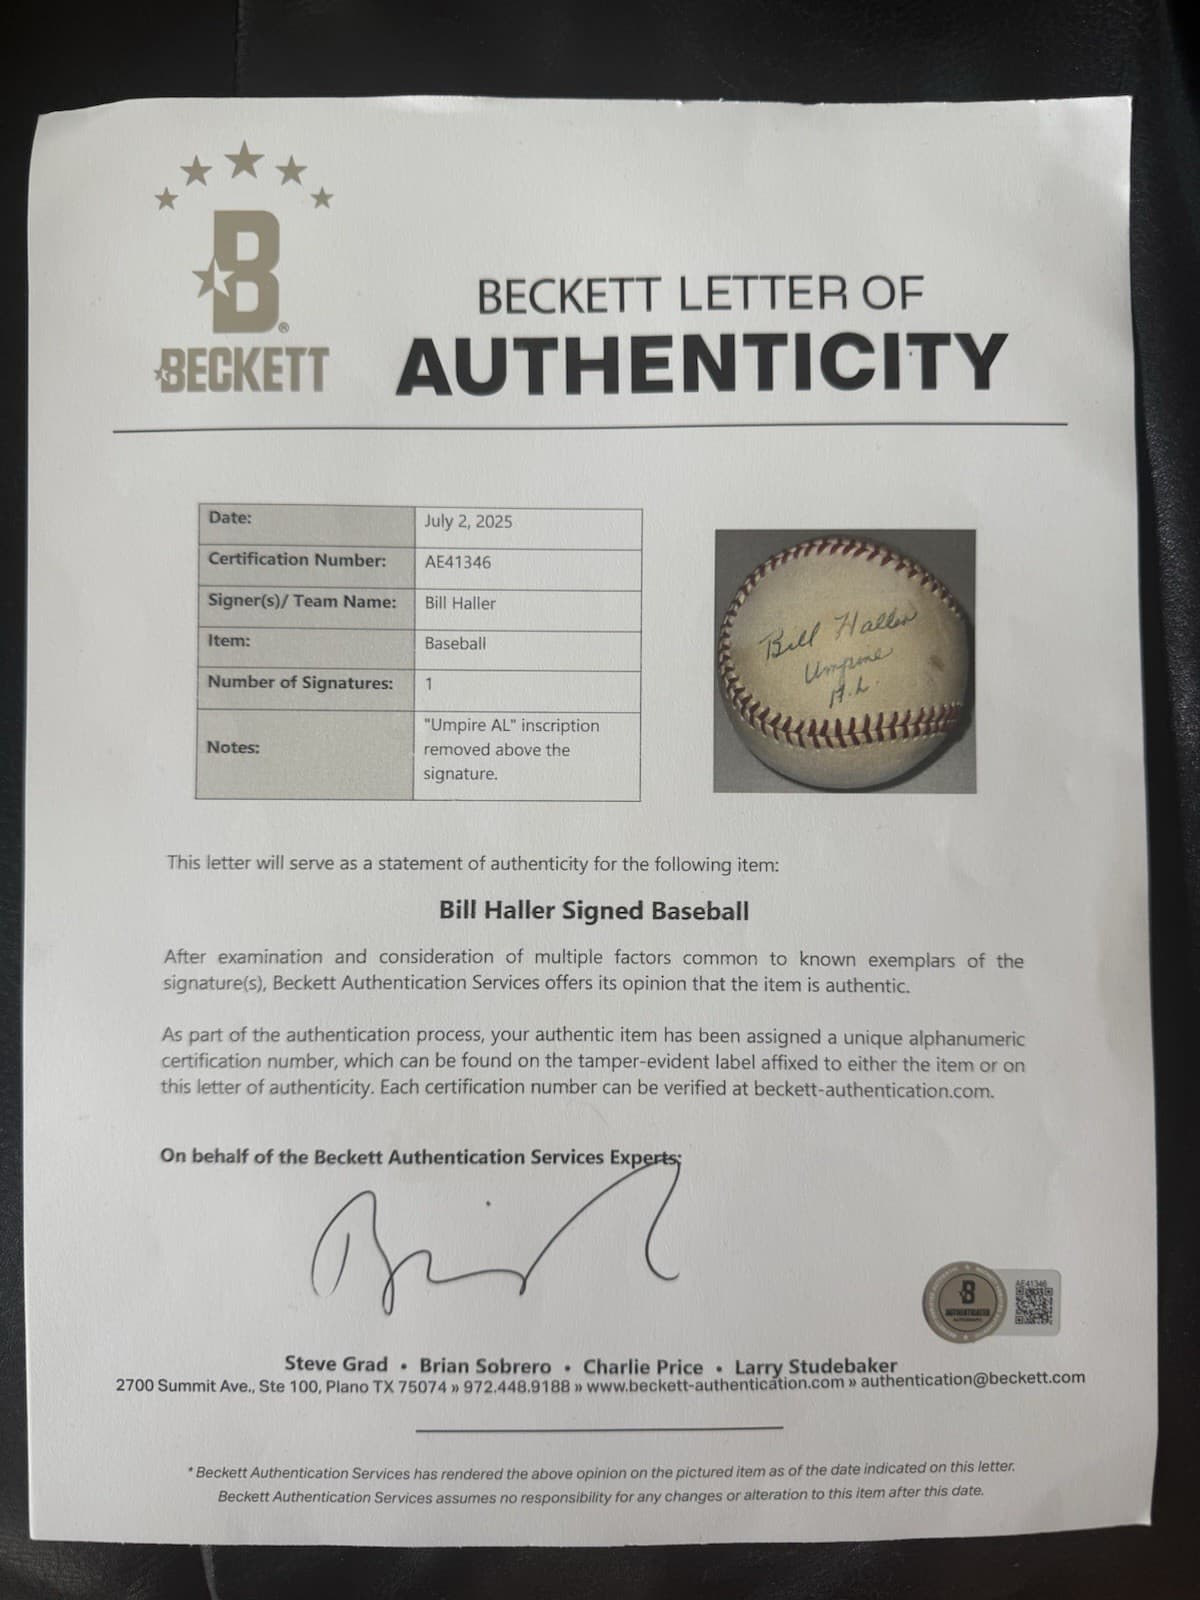 BECKETT
BECKETT LETTER OF
AUTHENTICITY
Date: July 2, 2025
Certification Number: AE41346
Signer(s)/ Team Name: Bill Haller
Item: Baseball
Number of Signatures: 1
Notes: "Umpire AL" inscription
removed above the
signature.
Bill Haller
Umpire
A.L.
This letter will serve as a statement of authenticity for the following item:
Bill Haller Signed Baseball
After examination and consideration of multiple factors common to known exemplars of the
signature(s), Beckett Authentication Services offers its opinion that the item is authentic.
As part of the authentication process, your authentic item has been assigned a unique alphanumeric
certification number, which can be found on the tamper-evident label affixed to either the item or on
this letter of authenticity. Each certification number can be verified at beckett-authentication.com.
On behalf of the Beckett Authentication Services Experts:
B
AUTHENTICATED
AE41346
Steve Grad • Brian Sobrero • Charlie Price • Larry Studebaker
2700 Summit Ave., Ste 100, Plano TX 75074 » 972.448.9188 » www.beckett-authentication.com » authentication@beckett.com
* Beckett Authentication Services has rendered the above opinion on the pictured item as of the date indicated on this letter.
Beckett Authentication Services assumes no responsibility for any changes or alteration to this item after this date.